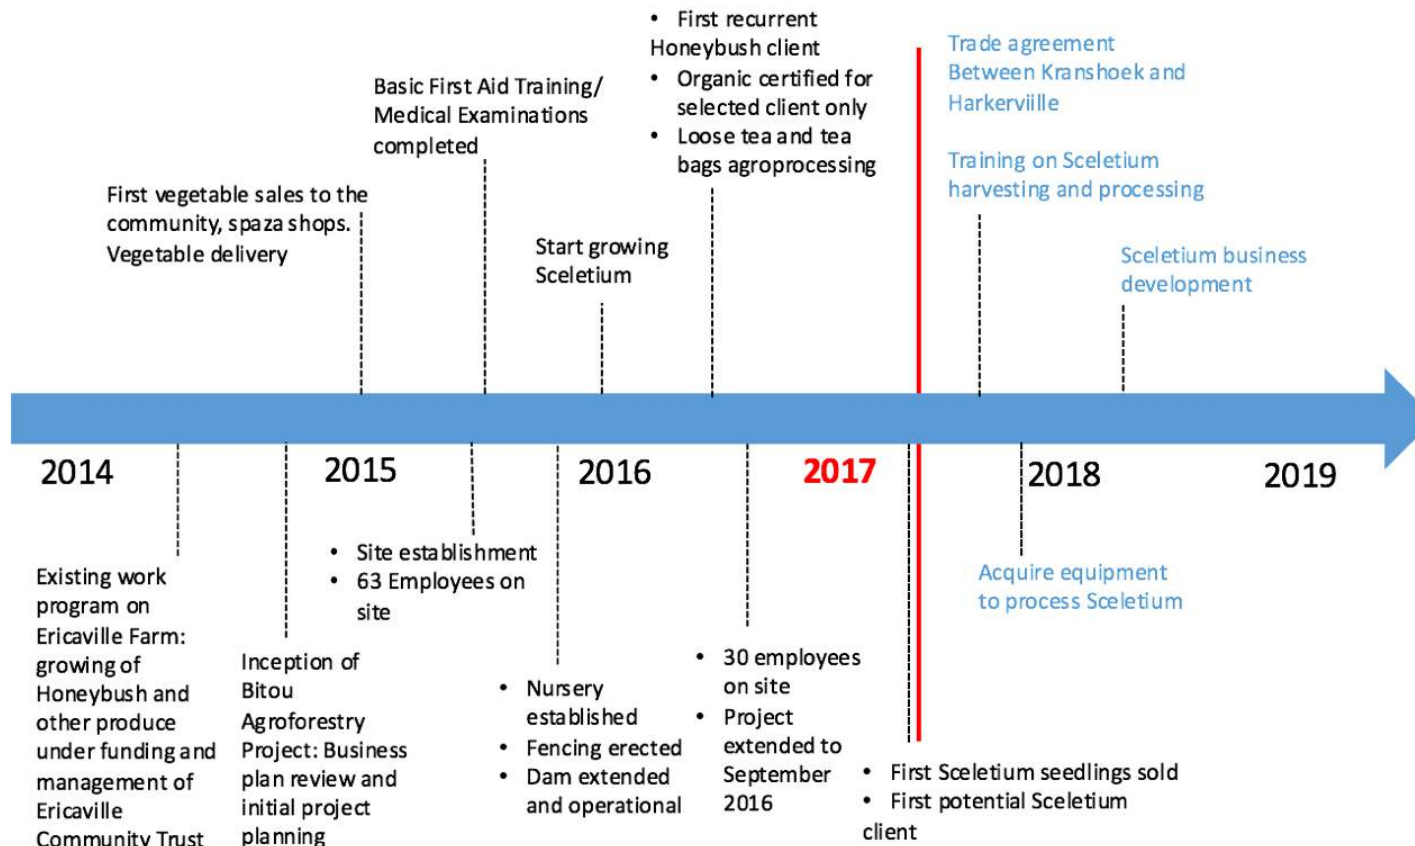 • First recurrent
Honeybush client
• Organic certified for
selected client only
• Loose tea and tea
bags agroprocessing
Trade agreement
Between Kranshoek and
Harkerviille
Training on Sceletium
harvesting and processing
Basic First Aid Training/
Medical Examinations
completed
First vegetable sales to the
community, spaza shops.
Vegetable delivery
Start growing
Sceletium
Sceletium business
development
2014
2015
2016
2017
2018
2019
Existing work
program on
Ericaville Farm:
growing of
Honeybush and
other produce
under funding and
management of
Ericaville
Community Trust
Inception of
Bitou
Agroforestry
Project: Business
plan review and
initial project
planning
• Site establishment
• 63 Employees on
site
• Nursery
established
• Fencing erected
• Dam extended
and operational
• 30 employees
on site
• Project
extended to
September
2016
• First Sceletium seedlings sold
• First potential Sceletium
client
Acquire equipment
to process Sceletium